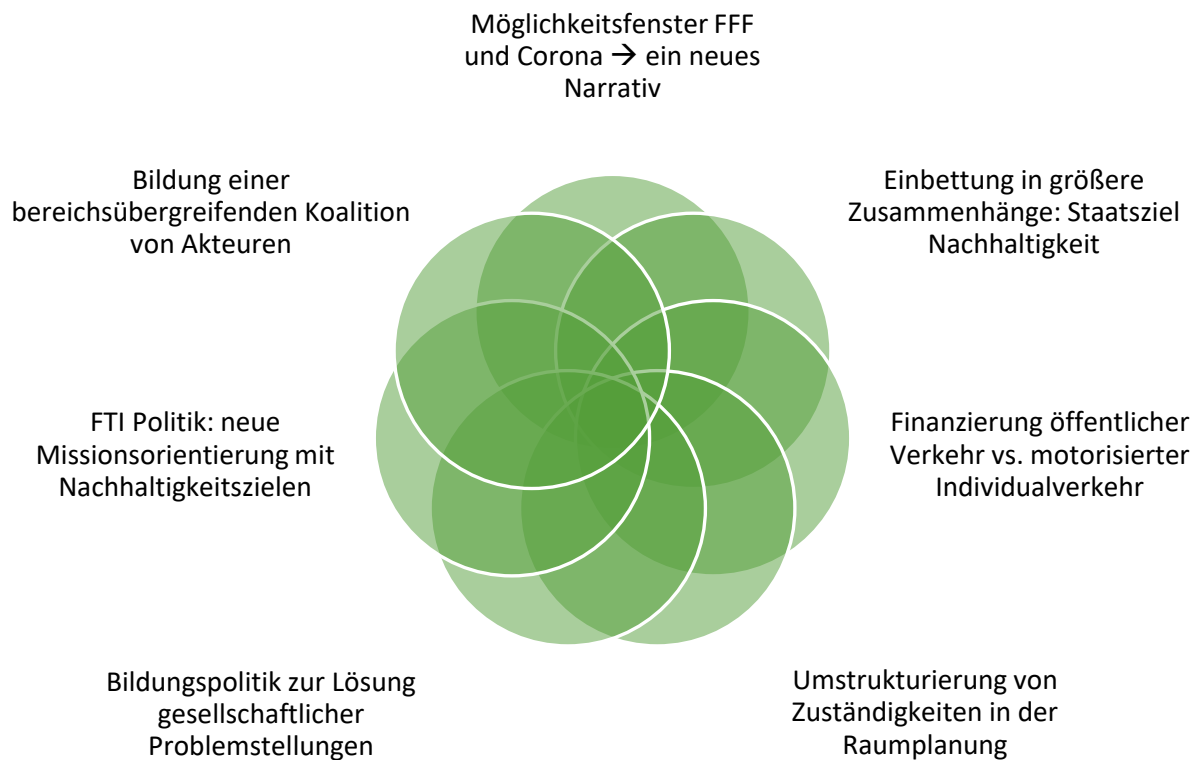 Möglichkeitsfenster FFF
und Corona → ein neues
Narrativ
Bildung einer
bereichsübergreifenden Koalition
von Akteuren
Einbettung in größere
Zusammenhänge: Staatsziel
Nachhaltigkeit
FTI Politik: neue
Missionsorientierung mit
Nachhaltigkeitszielen
Finanzierung öffentlicher
Verkehr vs. motorisierter
Individualverkehr
Bildungspolitik zur Lösung
gesellschaftlicher
Problemstellungen
Umstrukturierung von
Zuständigkeiten in der
Raumplanung